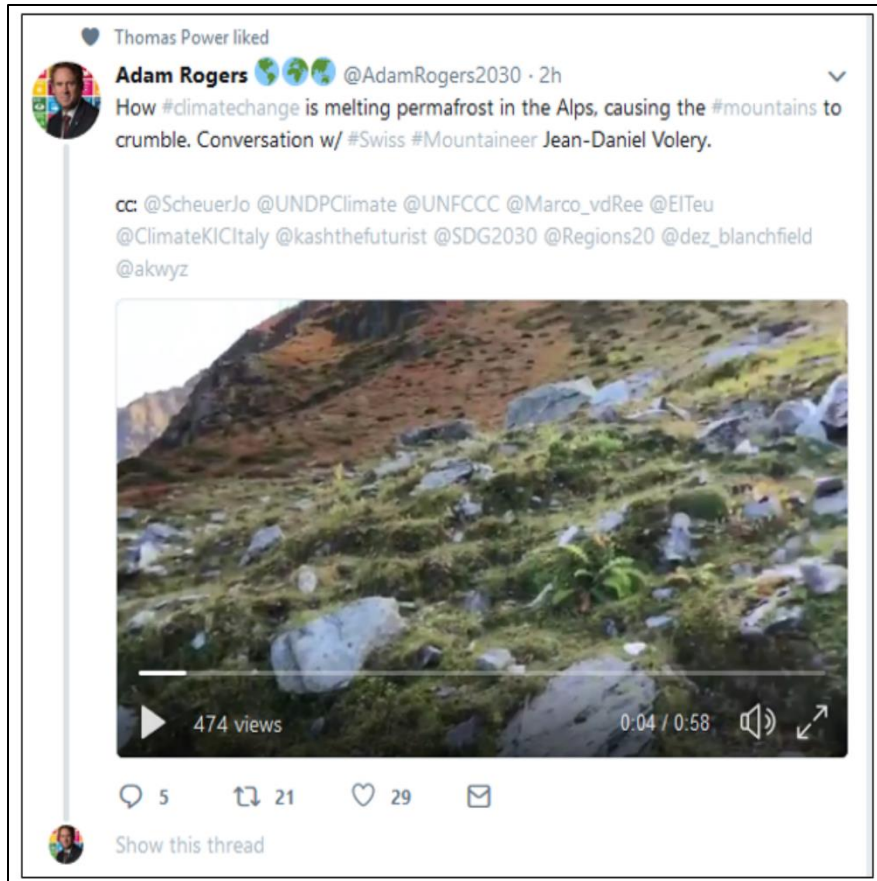 Thomas Power liked
Adam Rogers @AdamRogers2030 · 2h
How #climatechange is melting permafrost in the Alps, causing the #mountains to
crumble. Conversation w/ #Swiss #Mountaineer Jean-Daniel Volery.
cc: @ScheuerJo @UNDPClimate @UNFCCC @Marco_vdRee @EITeu
@ClimateKICItaly @kashthefuturist @SDG2030 @Regions20 @dez_blanchfield
@akwyz
474 views 0:04 / 0:58
5 21 29
Show this thread